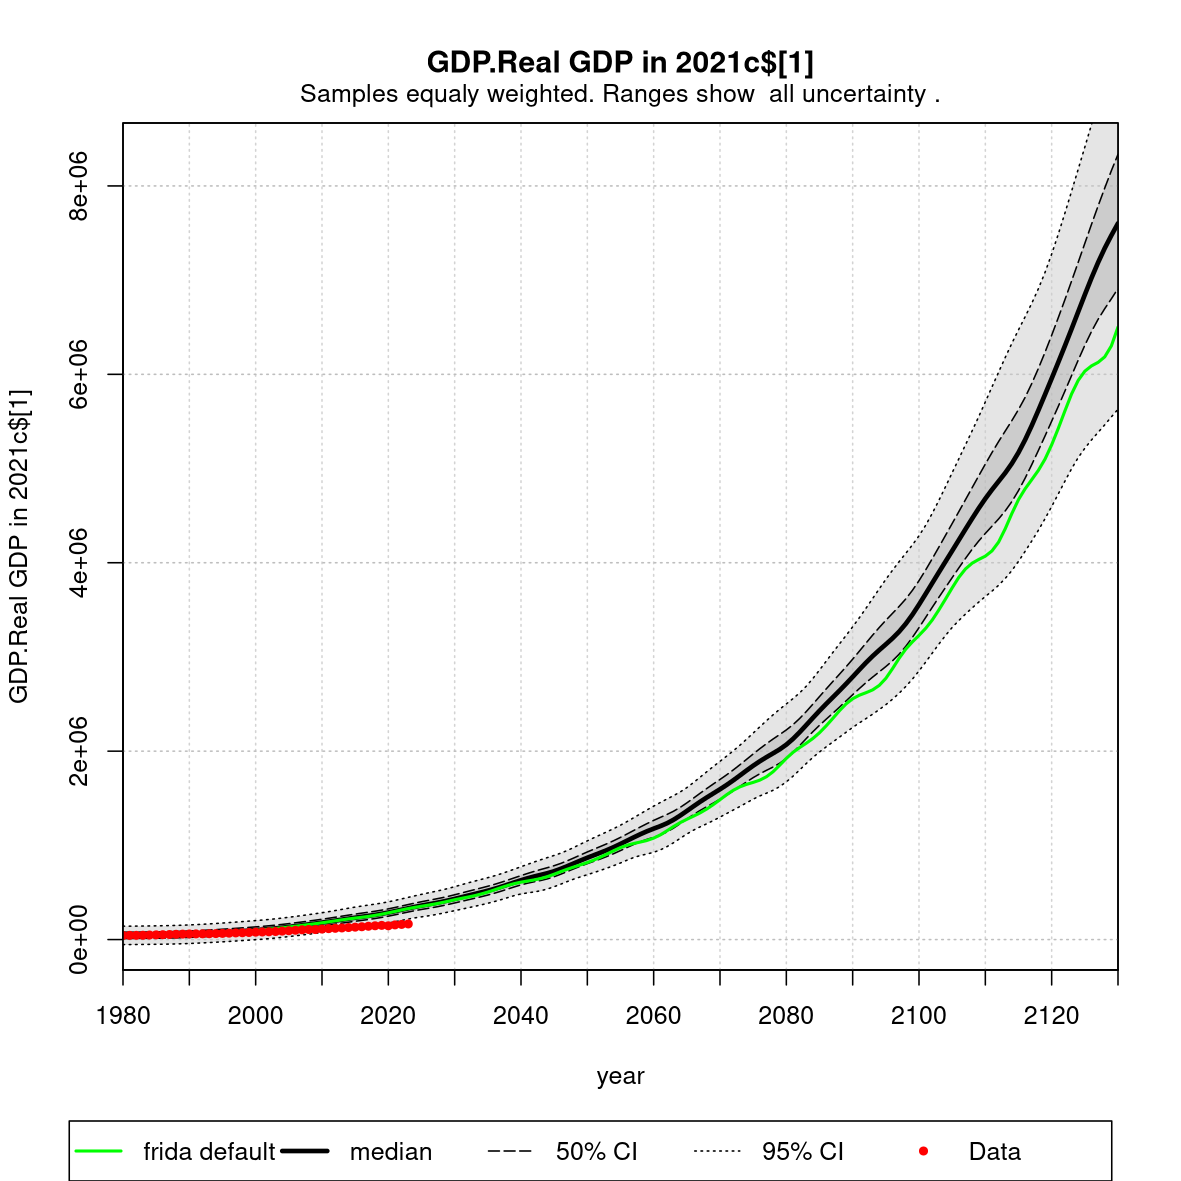 GDP.Real GDP in 2021c$[1]
Samples equaly weighted. Ranges show  all uncertainty .
GDP.Real GDP in 2021c$[1]
8e+06
6e+06
4e+06
2e+06
0e+00
1980 2000 2020 2040 2060 2080 2100 2120
year
frida default median 50% CI 95% CI Data